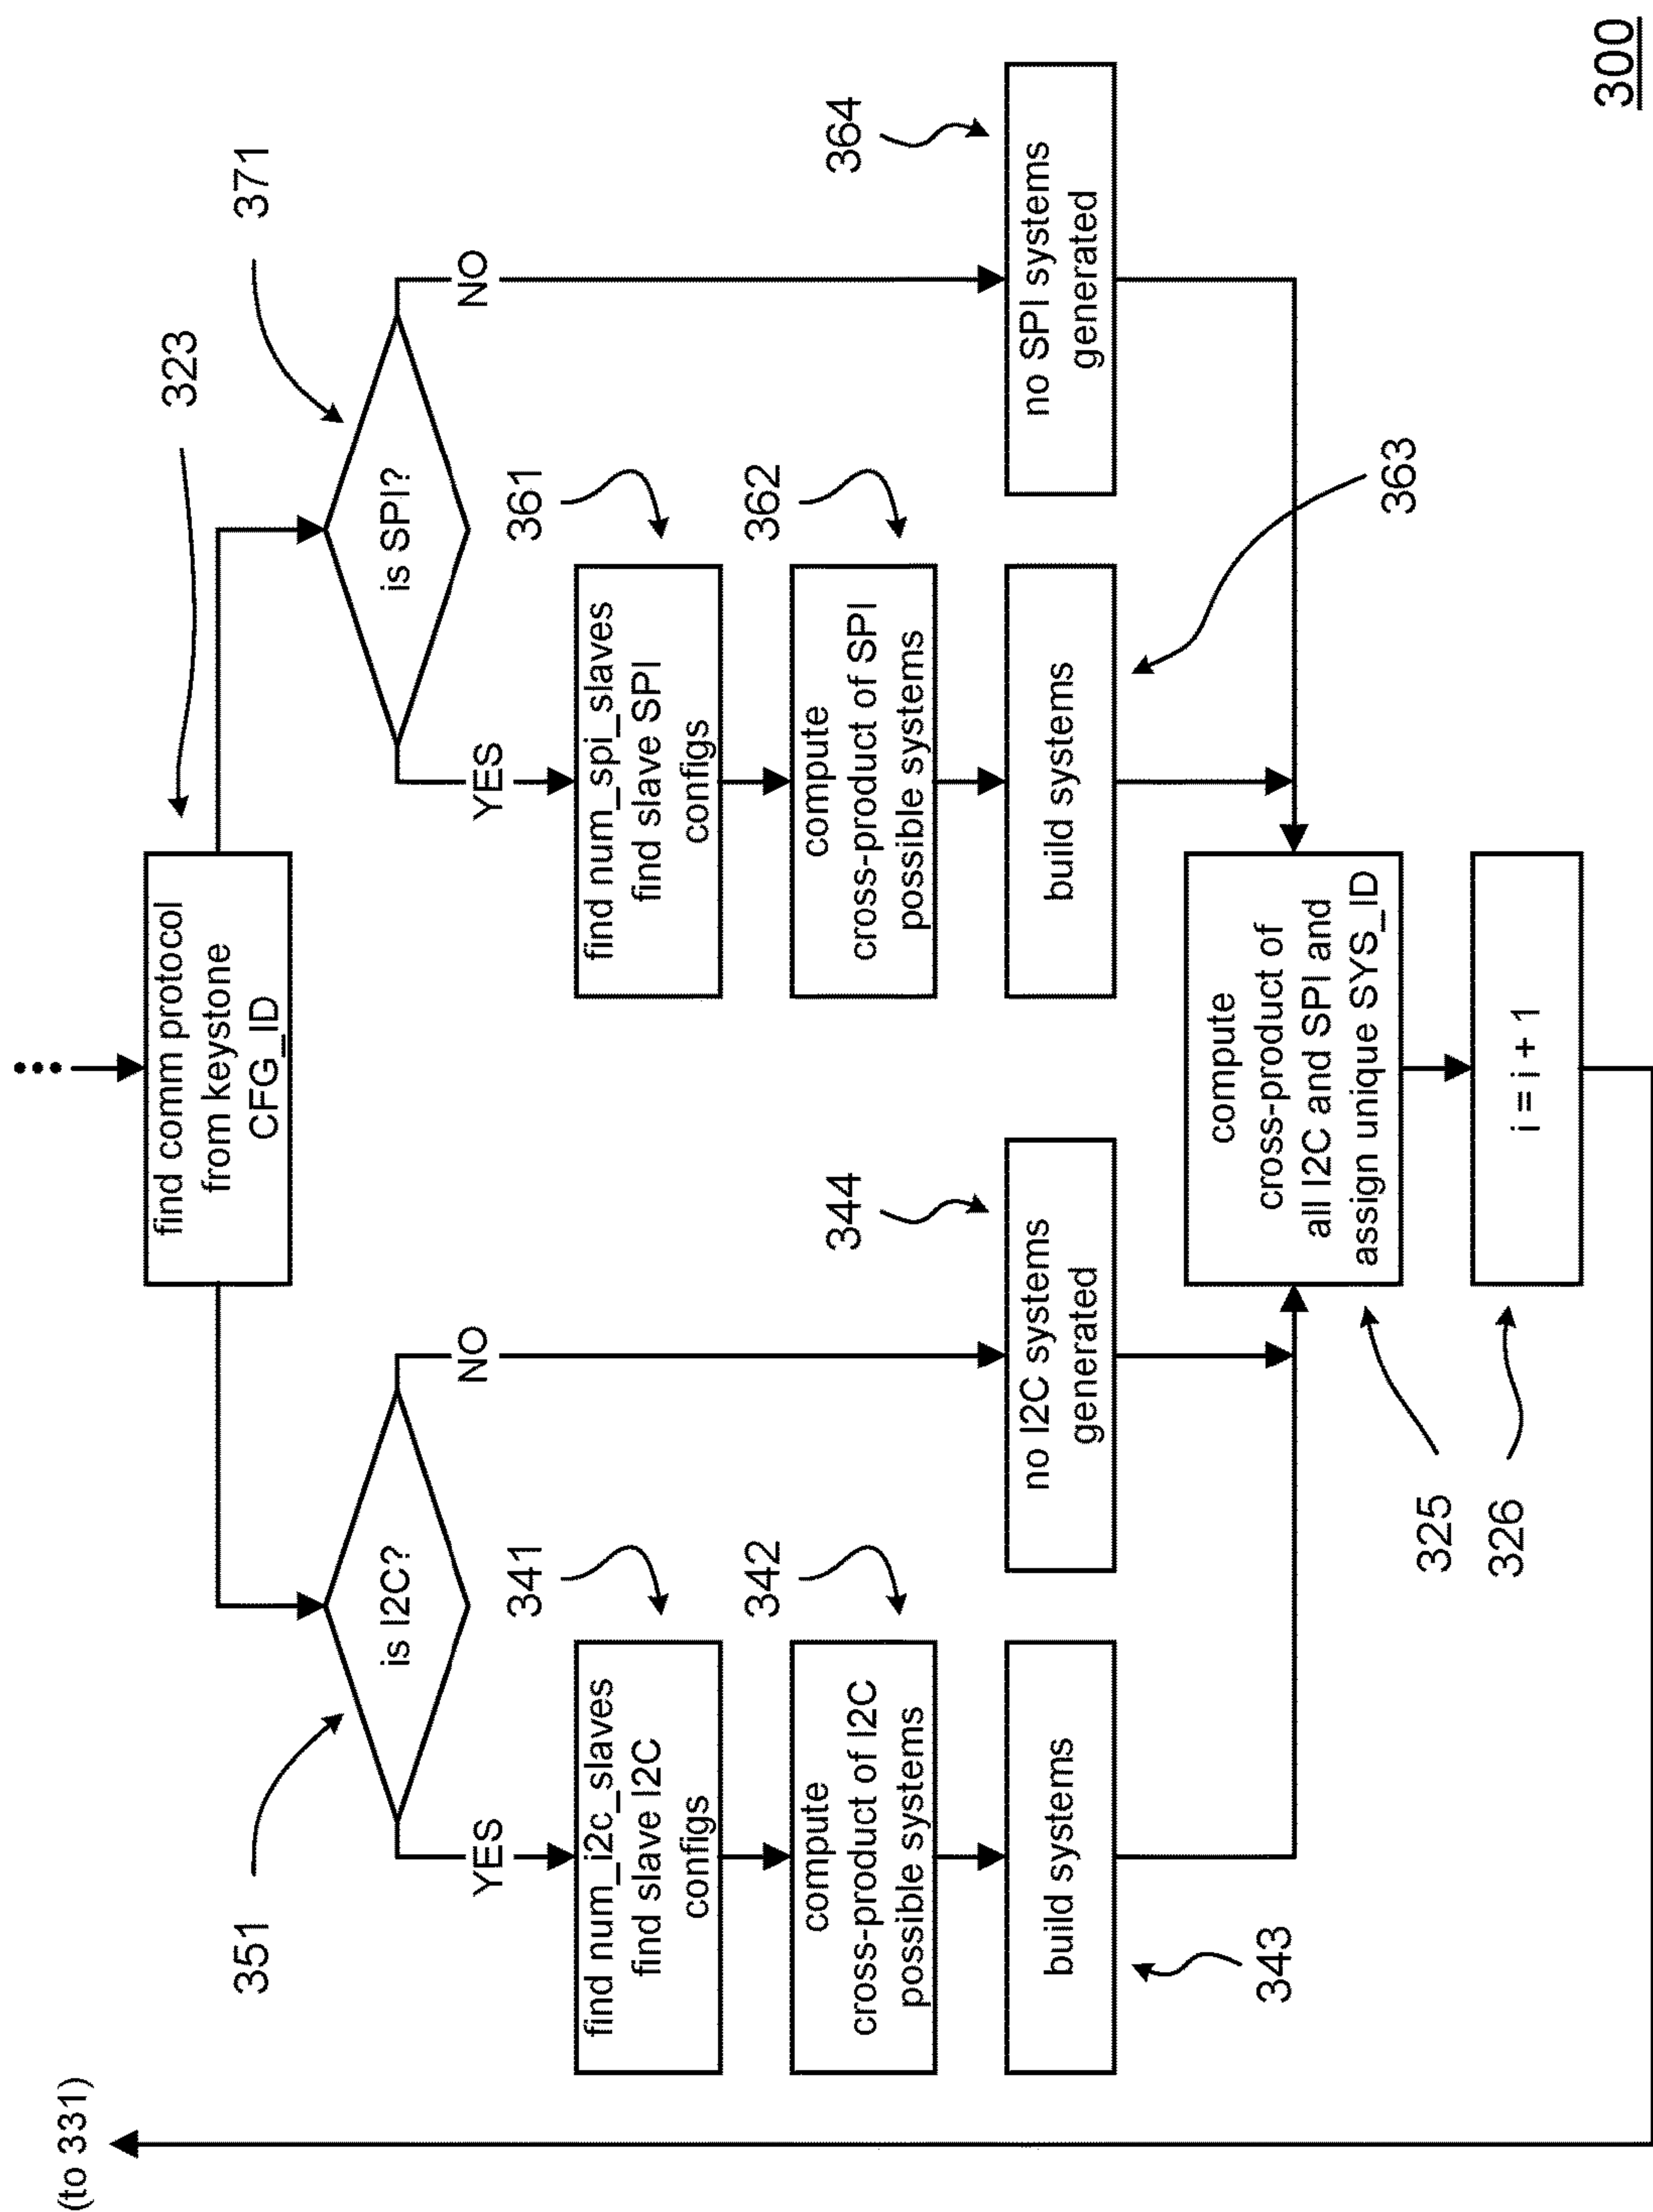 (to 331)
find comm protocol
from keystone
CFG_ID
323
351
is I2C?
is SPI?
371
YES
NO
YES
NO
find num_i2c_slaves
find slave I2C
configs
341
find num_spi_slaves
find slave SPI
configs
361
compute
cross-product of I2C
possible systems
342
compute
cross-product of SPI
possible systems
362
build systems
343
no I2C systems
generated
344
build systems
363
no SPI systems
generated
364
compute
cross-product of
all I2C and SPI and
assign unique SYS_ID
325
i = i + 1
326
300